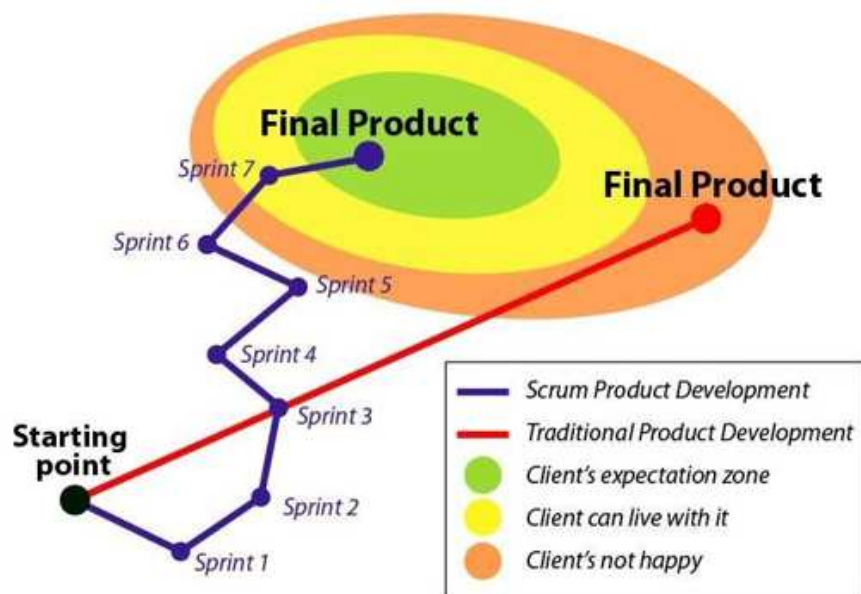 Final Product
Sprint 7
Final Product
Sprint 6
Sprint 5
Sprint 4
Sprint 3
Starting
point
Sprint 2
Sprint 1
Scrum Product Development
Traditional Product Development
Client's expectation zone
Client can live with it
Client's not happy